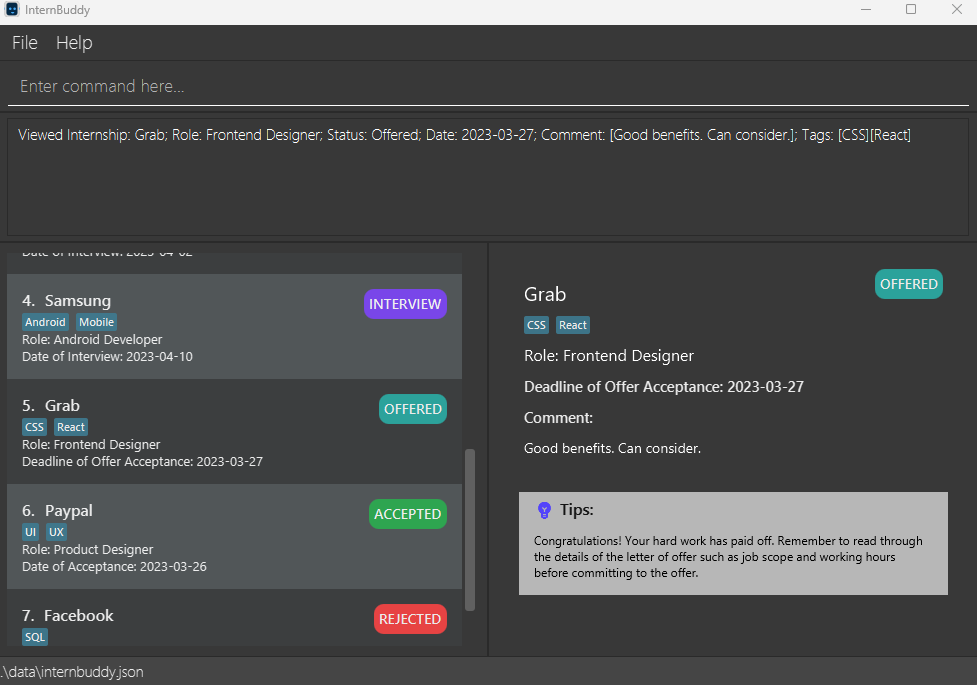 InternBuddy
File Help
Enter command here...
Viewed Internship: Grab; Role: Frontend Designer; Status: Offered; Date: 2023-03-27; Comment: [Good benefits. Can consider.]; Tags: [CSS][React]
Date of Interview: 2023-04-02
4. Samsung
INTERVIEW
Android Mobile
Role: Android Developer
Date of Interview: 2023-04-10
5. Grab
OFFERED
CSS React
Role: Frontend Designer
Deadline of Offer Acceptance: 2023-03-27
6. Paypal
ACCEPTED
UI UX
Role: Product Designer
Date of Acceptance: 2023-03-26
7. Facebook
REJECTED
SQL
Grab
OFFERED
CSS React
Role: Frontend Designer
Deadline of Offer Acceptance: 2023-03-27
Comment:
Good benefits. Can consider.
Tips:
Congratulations! Your hard work has paid off. Remember to read through
the details of the letter of offer such as job scope and working hours
before committing to the offer.
.\data\internbuddy.json